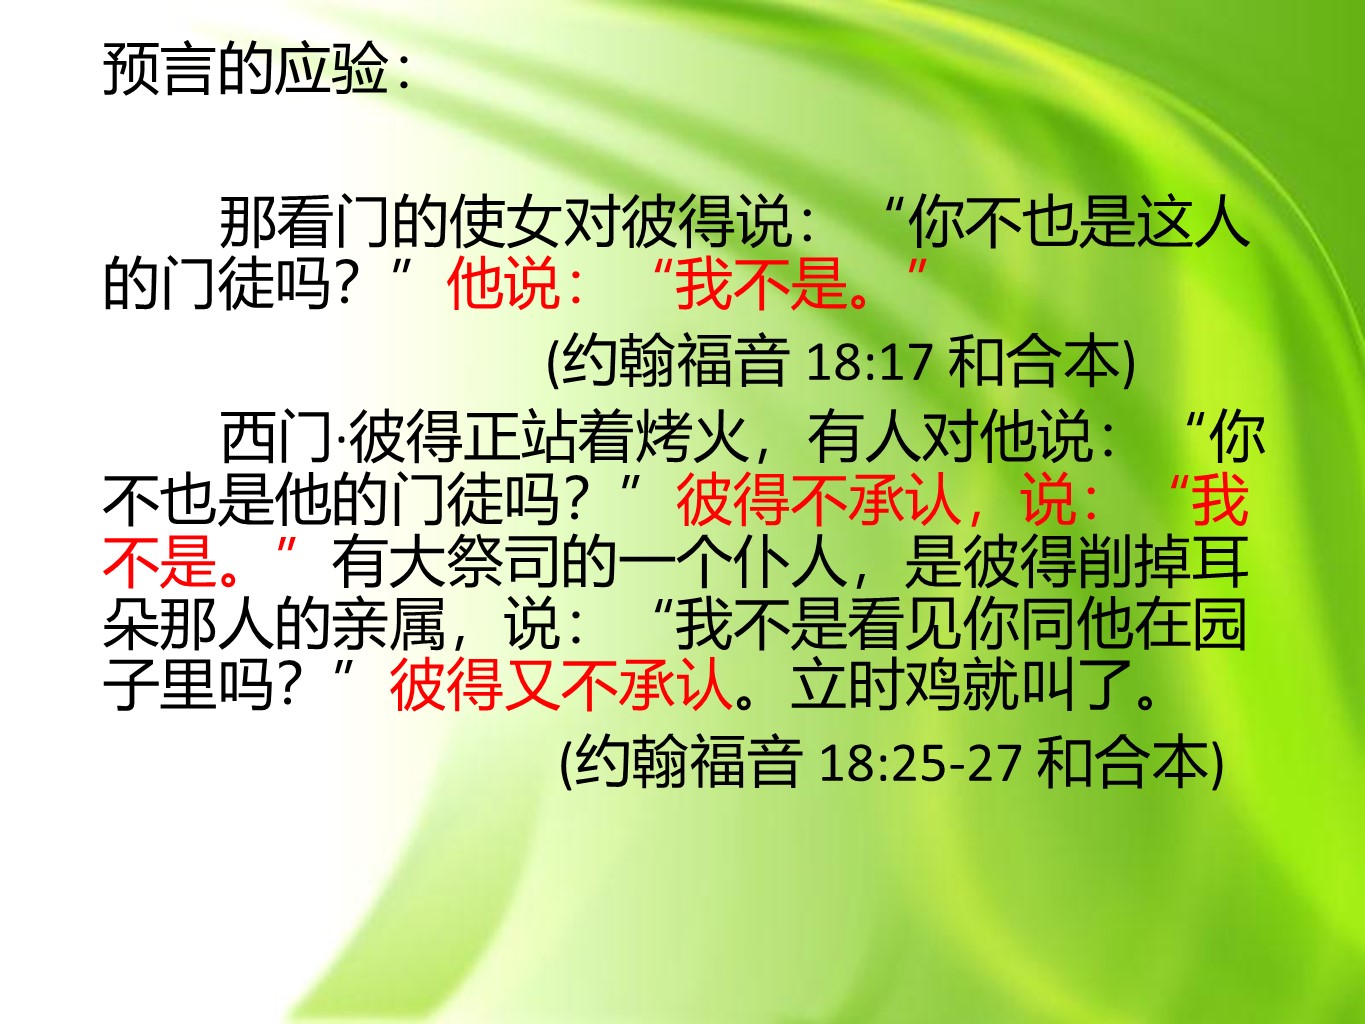 预言的应验：
那看门的使女对彼得说：“你不也是这人
的门徒吗？”他说：“我不是。”
(约翰福音 18:17 和合本)
西门·彼得正站着烤火，有人对他说：“你
不也是他的门徒吗？”彼得不承认，说：“我
不是。”有大祭司的一个仆人，是彼得削掉耳
朵那人的亲属，说：“我不是看见你同他在园
子里吗？”彼得又不承认。立时鸡就叫了。
(约翰福音 18:25-27 和合本)